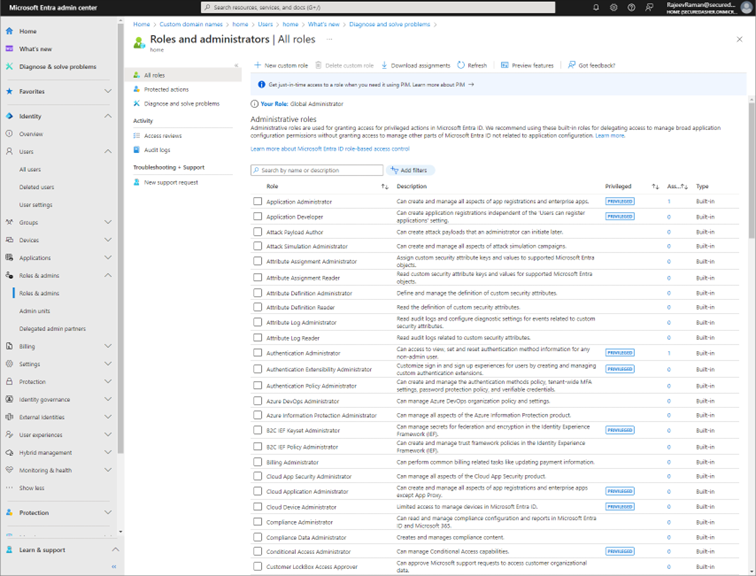 Microsoft Entra admin center
Search resources, services, and docs (G+/)
RajeevRaman@secured...
Home
What's new
Diagnose & solve problems
Favorites
Identity
Overview
Users
All users
Deleted users
User settings
Groups
Devices
Applications
Roles & admins
Roles & admins
Admin units
Delegated admin partners
Billing
Settings
Protection
Identity governance
External identities
User experiences
Hybrid management
Monitoring & health
Show less
Protection
Learn & support
Home > Custom domain names > home > Users > home > What's new > Diagnose and solve problems >
Roles and administrators | All roles ...
home
All roles
Protected actions
Diagnose and solve problems
Activity
Access reviews
Audit logs
Troubleshooting + Support
New support request
New custom role Delete custom role Download assignments Refresh Preview features Got feedback?
Get just-in-time access to a role when you need it using PIM. Learn more about PIM →
Your Role: Global Administrator
Administrative roles
Administrative roles are used for granting access for privileged actions in Microsoft Entra ID. We recommend using these built-in roles for delegating access to manage broad application
configuration permissions without granting access to manage other parts of Microsoft Entra ID not related to application configuration. Learn more.
Learn more about Microsoft Entra ID role-based access control
Search by name or description Add filters
Role Description Privileged Ass... Type
Application Administrator Can create and manage all aspects of app registrations and enterprise apps. PRIVILEGED 1 Built-in
Application Developer Can create application registrations independent of the 'Users can register
applications' setting. PRIVILEGED 0 Built-in
Attack Payload Author Can create attack payloads that an administrator can initiate later. 0 Built-in
Attack Simulation Administrator Can create and manage all aspects of attack simulation campaigns. 0 Built-in
Attribute Assignment Administrator Assign custom security attribute keys and values to supported Microsoft Entra
objects. 0 Built-in
Attribute Assignment Reader Read custom security attribute keys and values for supported Microsoft Entra
objects. 0 Built-in
Attribute Definition Administrator Define and manage the definition of custom security attributes. 0 Built-in
Attribute Definition Reader Read the definition of custom security attributes. 0 Built-in
Attribute Log Administrator Read audit logs and configure diagnostic settings for events related to custom
security attributes. 0 Built-in
Attribute Log Reader Read audit logs related to custom security attributes. 0 Built-in
Authentication Administrator Can access to view, set and reset authentication method information for any
non-admin user. PRIVILEGED 1 Built-in
Authentication Extensibility Administrator Customize sign in and sign up experiences for users by creating and managing
custom authentication extensions. PRIVILEGED 0 Built-in
Authentication Policy Administrator Can create and manage the authentication methods policy, tenant-wide MFA
settings, password protection policy, and verifiable credentials. 0 Built-in
Azure DevOps Administrator Can manage Azure DevOps organization policy and settings. 0 Built-in
Azure Information Protection Administrator Can manage all aspects of the Azure Information Protection product. 0 Built-in
B2C IEF Keyset Administrator Can manage secrets for federation and encryption in the Identity Experience
Framework (IEF). PRIVILEGED 0 Built-in
B2C IEF Policy Administrator Can create and manage trust framework policies in the Identity Experience
Framework (IEF). 0 Built-in
Billing Administrator Can perform common billing related tasks like updating payment information. 0 Built-in
Cloud App Security Administrator Can manage all aspects of the Cloud App Security product. 0 Built-in
Cloud Application Administrator Can create and manage all aspects of app registrations and enterprise apps
except App Proxy. PRIVILEGED 0 Built-in
Cloud Device Administrator Limited access to manage devices in Microsoft Entra ID. PRIVILEGED 0 Built-in
Compliance Administrator Can read and manage compliance configuration and reports in Microsoft Entra
ID and Microsoft 365. 0 Built-in
Compliance Data Administrator Creates and manages compliance content. 0 Built-in
Conditional Access Administrator Can manage Conditional Access capabilities. PRIVILEGED 0 Built-in
Customer LockBox Access Approver Can approve Microsoft support requests to access customer organizational
data. 0 Built-in